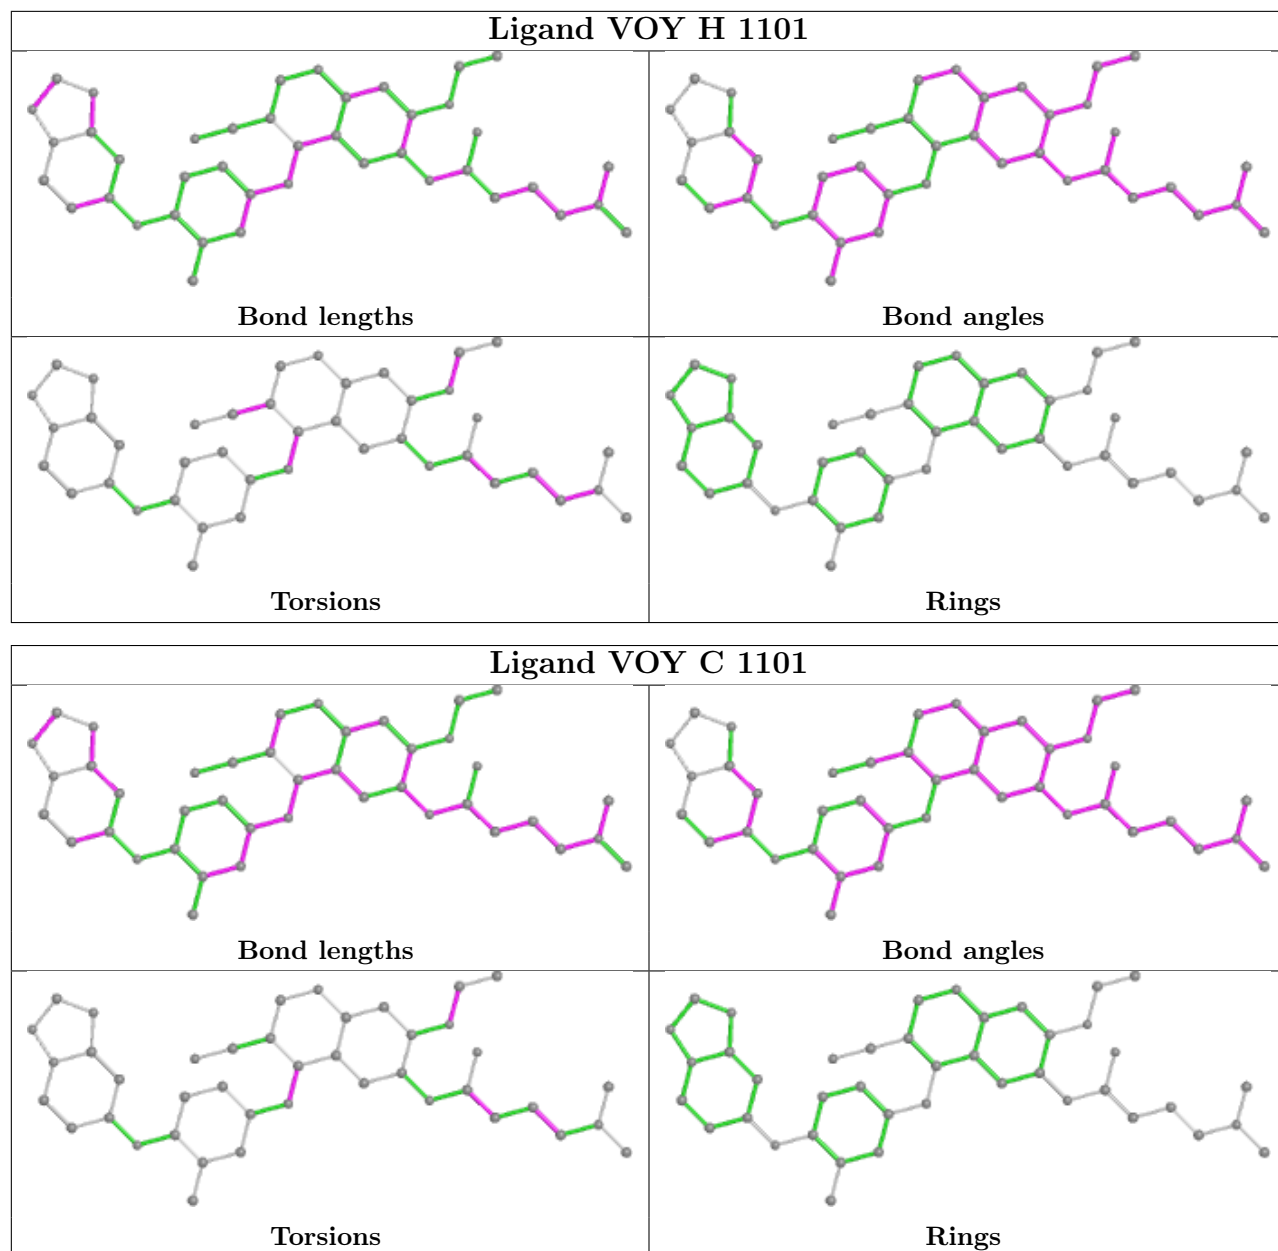 Ligand VOY H 1101
Bond lengths
Bond angles
Torsions
Rings
Ligand VOY C 1101
Bond lengths
Bond angles
Torsions
Rings